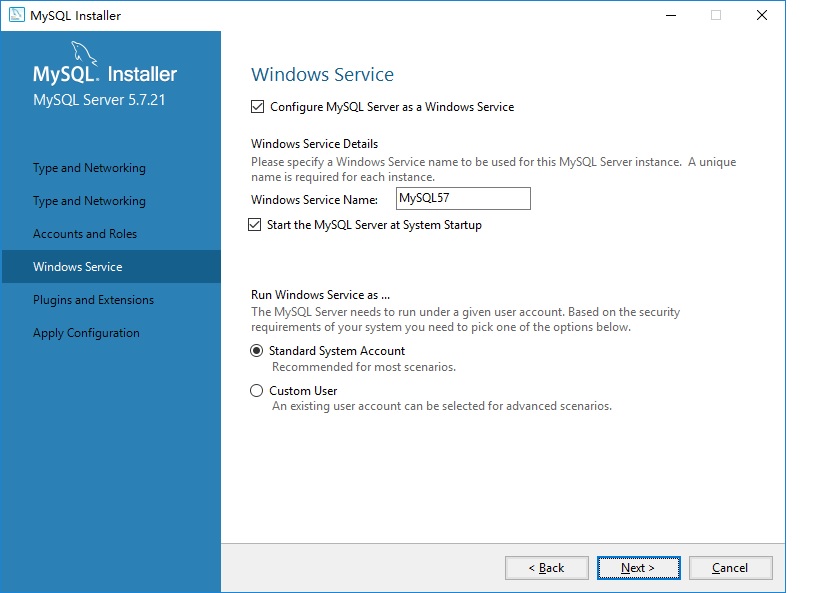 MySQL Installer
MySQL. Installer
MySQL Server 5.7.21
Type and Networking
Type and Networking
Accounts and Roles
Windows Service
Plugins and Extensions
Apply Configuration
Windows Service
Configure MySQL Server as a Windows Service
Windows Service Details
Please specify a Windows Service name to be used for this MySQL Server instance. A unique
name is required for each instance.
Windows Service Name: MySQL57
Start the MySQL Server at System Startup
Run Windows Service as ...
The MySQL Server needs to run under a given user account. Based on the security
requirements of your system you need to pick one of the options below.
Standard System Account
Recommended for most scenarios.
Custom User
An existing user account can be selected for advanced scenarios.
< Back Next > Cancel